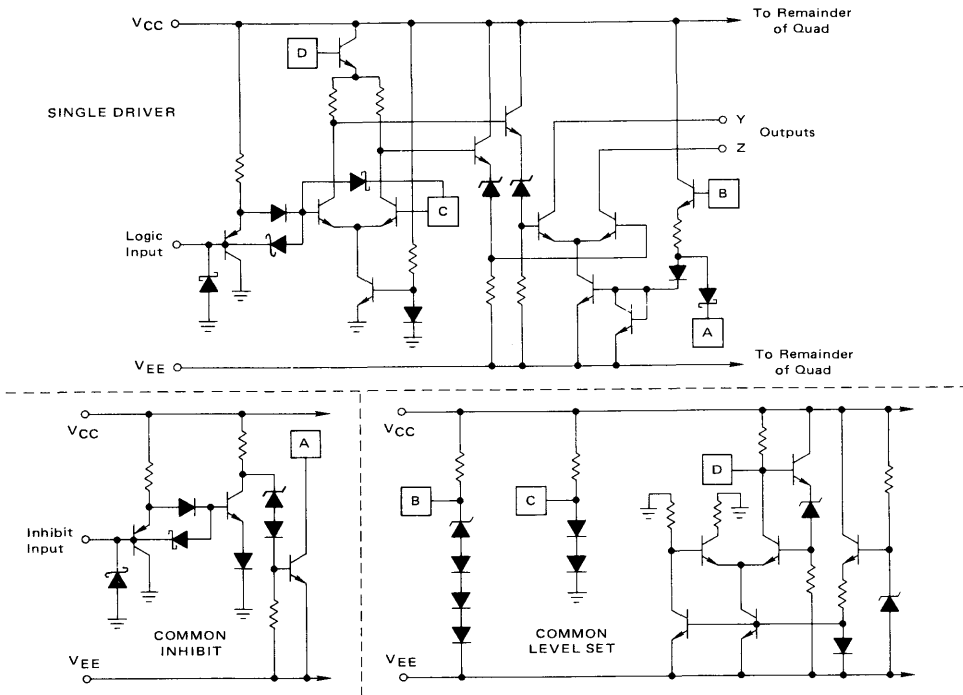 VCC
To Remainder
of Quad
D
SINGLE DRIVER
Y
Outputs
Z
B
C
Logic
Input
A
VEE
To Remainder
of Quad
VCC
A
Inhibit
Input
COMMON
INHIBIT
VEE
VCC
B
C
D
COMMON
LEVEL SET
VEE